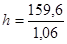 h = 159,6 / 1,06